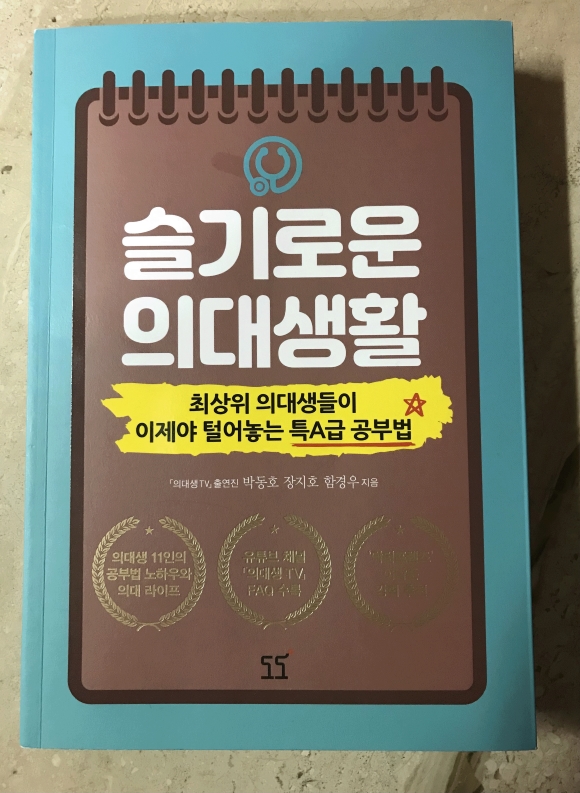 슬기로운
의대생활
최상위 의대생들이
이제야 털어놓는 특A급 공부법
「의대생 TV」 출연진 박동호 장지호 함경우 지음
의대생 11인의
공부법 노하우와
의대 라이프
유튜브 채널
「의대생 TV」
FAQ 수록